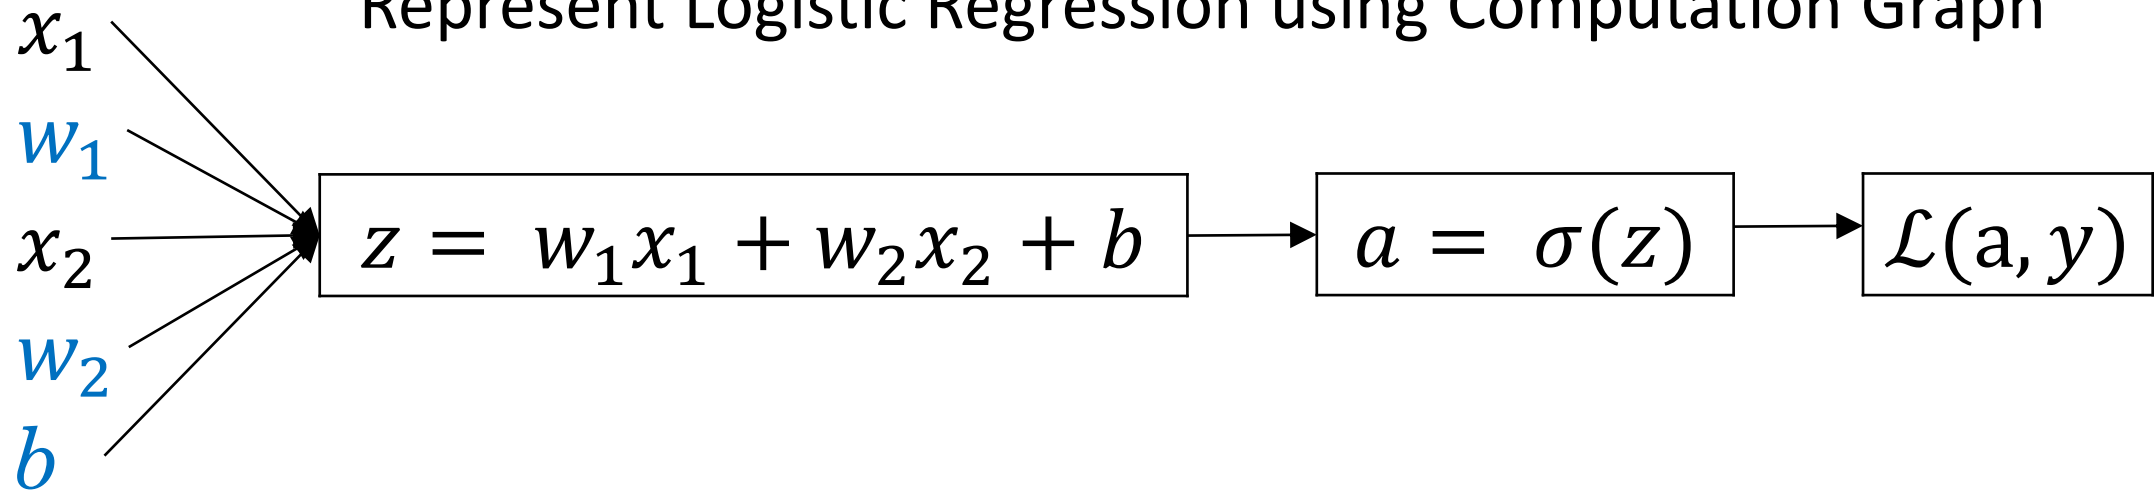 Represent Logistic Regression using Computation Graph
x₁
w₁
x₂
w₂
b
z = w₁x₁ + w₂x₂ + b
a = σ(z)
ℒ(a, y)